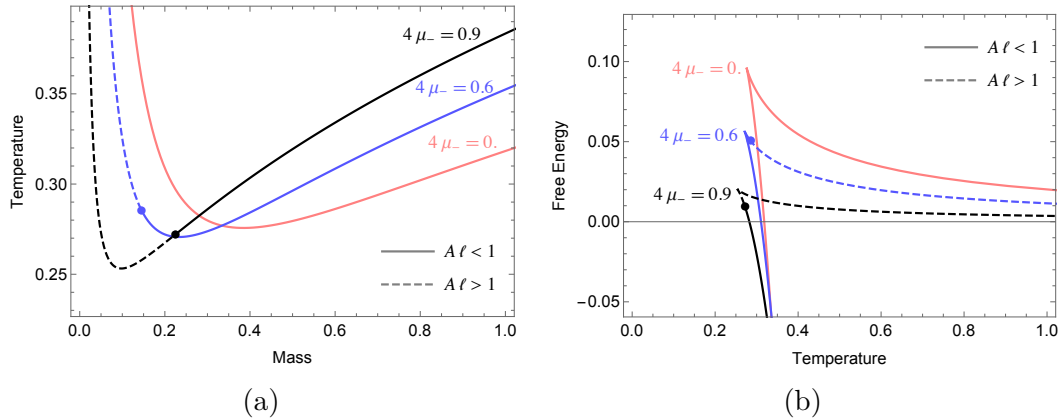 4 μ₋ = 0.9
4 μ₋ = 0.6
4 μ₋ = 0.
A ℓ < 1
A ℓ > 1
0.35
0.30
0.25
0.0 0.2 0.4 0.6 0.8 1.0
Temperature
Mass
(a)
A ℓ < 1
A ℓ > 1
4 μ₋ = 0.
4 μ₋ = 0.6
4 μ₋ = 0.9
0.10
0.05
0.00
-0.05
0.0 0.2 0.4 0.6 0.8 1.0
Free Energy
Temperature
(b)